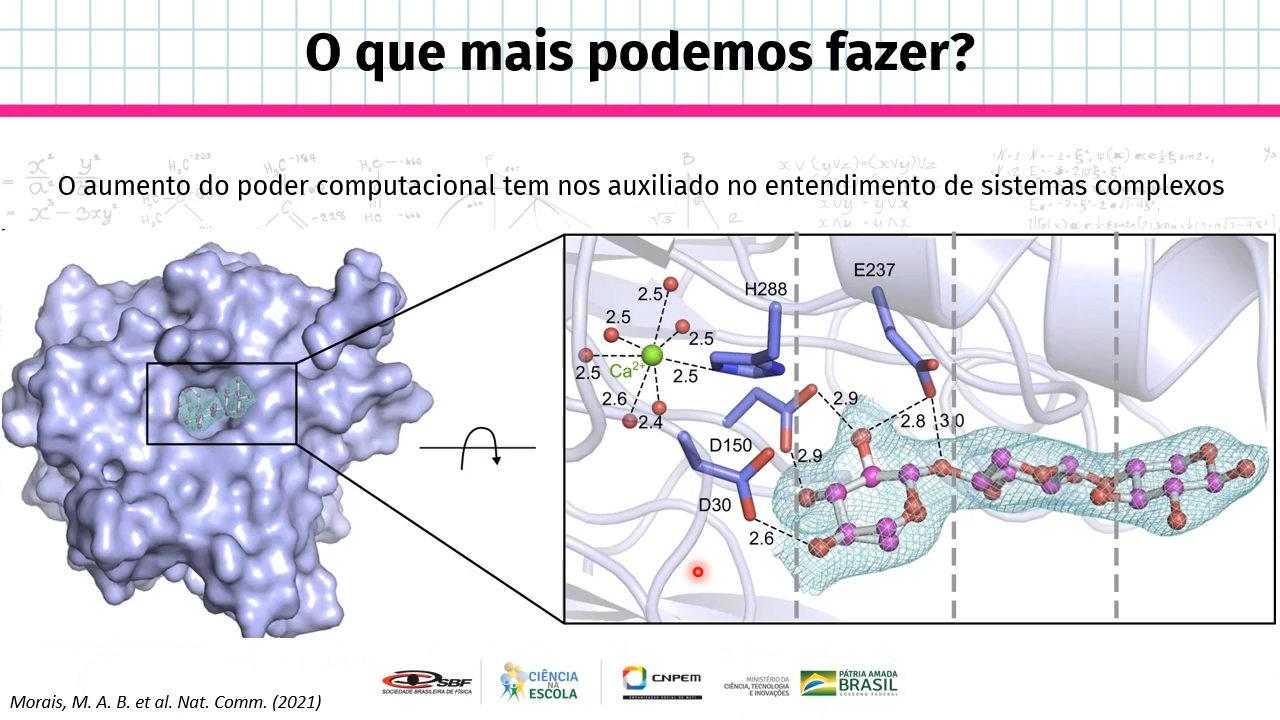 O que mais podemos fazer?
O aumento do poder computacional tem nos auxiliado no entendimento de sistemas complexos
E237
H288
2.5
2.5
2.5
2.5
Ca²⁺
2.5
2.6
2.4
2.9
2.8
3.0
D150
2.9
D30
2.6
SBF
SOCIEDADE BRASILEIRA DE FÍSICA
CIÊNCIA
NA
ESCOLA
CNPEM
MINISTÉRIO DA
CIÊNCIA, TECNOLOGIA
E INOVAÇÕES
PÁTRIA AMADA
BRASIL
GOVERNO FEDERAL
Morais, M. A. B. et al. Nat. Comm. (2021)